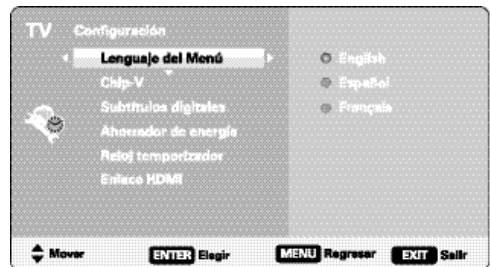 TV Configuración
Lenguaje del Menú
English
Chip-V
Español
Subtítulos digitales
Français
Ahorrador de energía
Reloj temporizador
Enlace HDMI
Mover ENTER Elegir MENU Regresar EXIT Salir